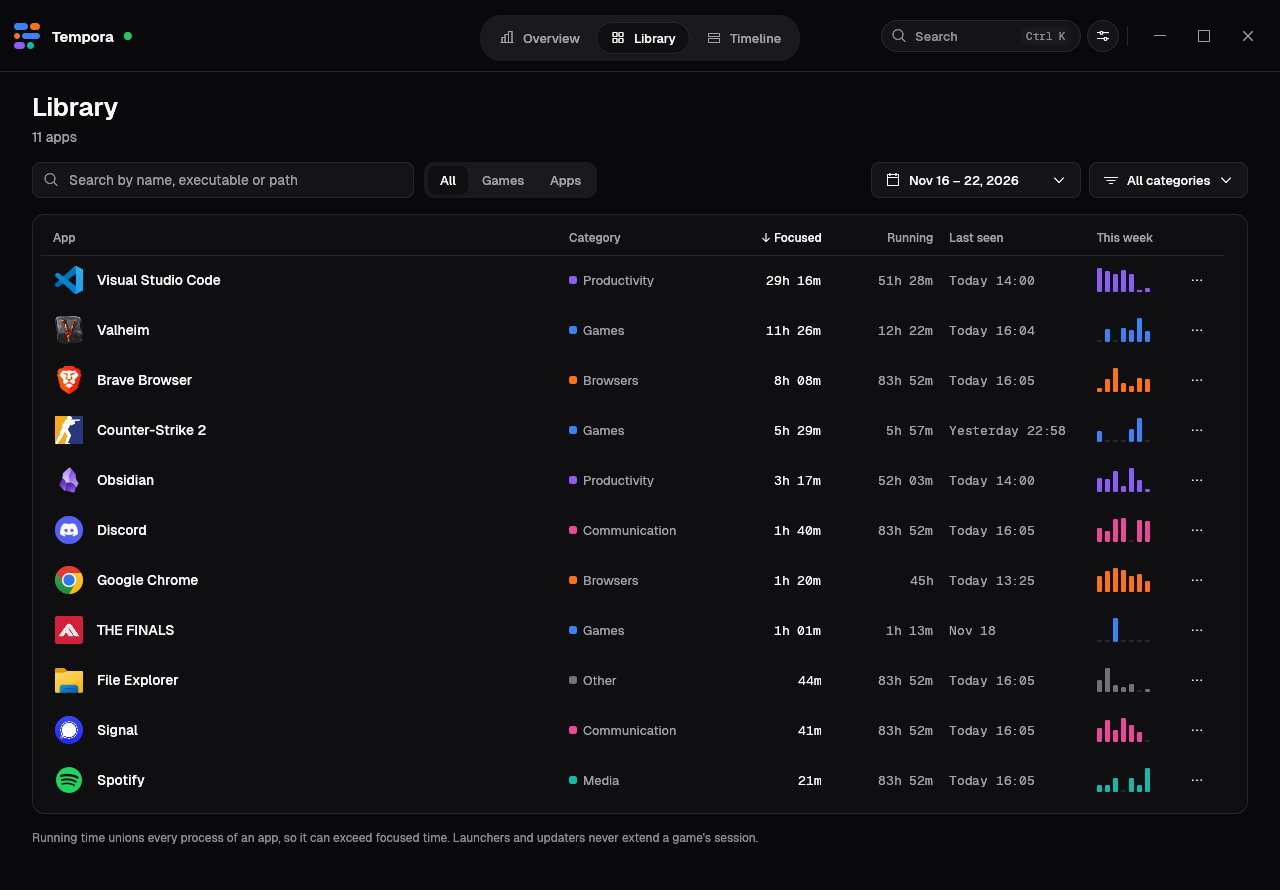 Tempora
Overview
Library
Timeline
Search
Ctrl K
Library
11 apps
Search by name, executable or path
All
Games
Apps
Nov 16 – 22, 2026
All categories
App Category ↓ Focused Running Last seen This week
Visual Studio Code Productivity 29h 16m 51h 28m Today 14:00
Valheim Games 11h 26m 12h 22m Today 16:04
Brave Browser Browsers 8h 08m 83h 52m Today 16:05
Counter-Strike 2 Games 5h 29m 5h 57m Yesterday 22:58
Obsidian Productivity 3h 17m 52h 03m Today 14:00
Discord Communication 1h 40m 83h 52m Today 16:05
Google Chrome Browsers 1h 20m 45h Today 13:25
THE FINALS Games 1h 01m 1h 13m Nov 18
File Explorer Other 44m 83h 52m Today 16:05
Signal Communication 41m 83h 52m Today 16:05
Spotify Media 21m 83h 52m Today 16:05
Running time unions every process of an app, so it can exceed focused time. Launchers and updaters never extend a game's session.